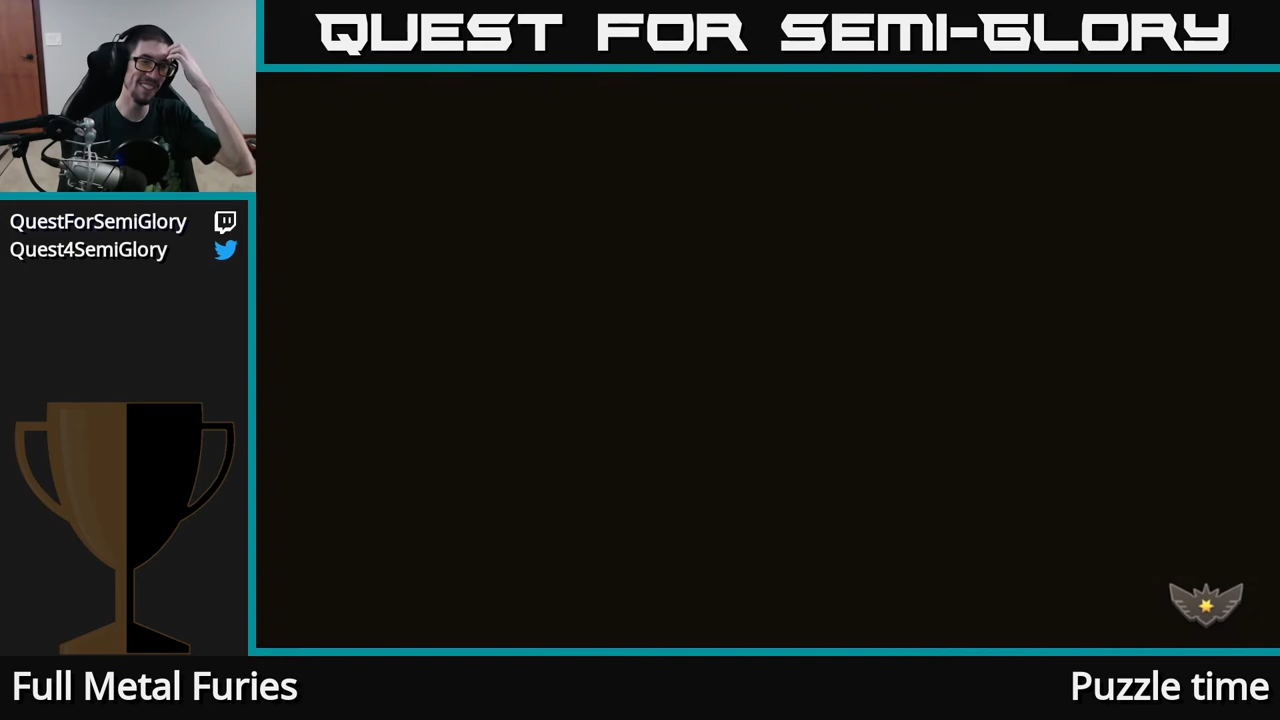 QUEST FOR SEMI-GLORY
QuestForSemiGlory
Quest4SemiGlory
Full Metal Furies
Puzzle time